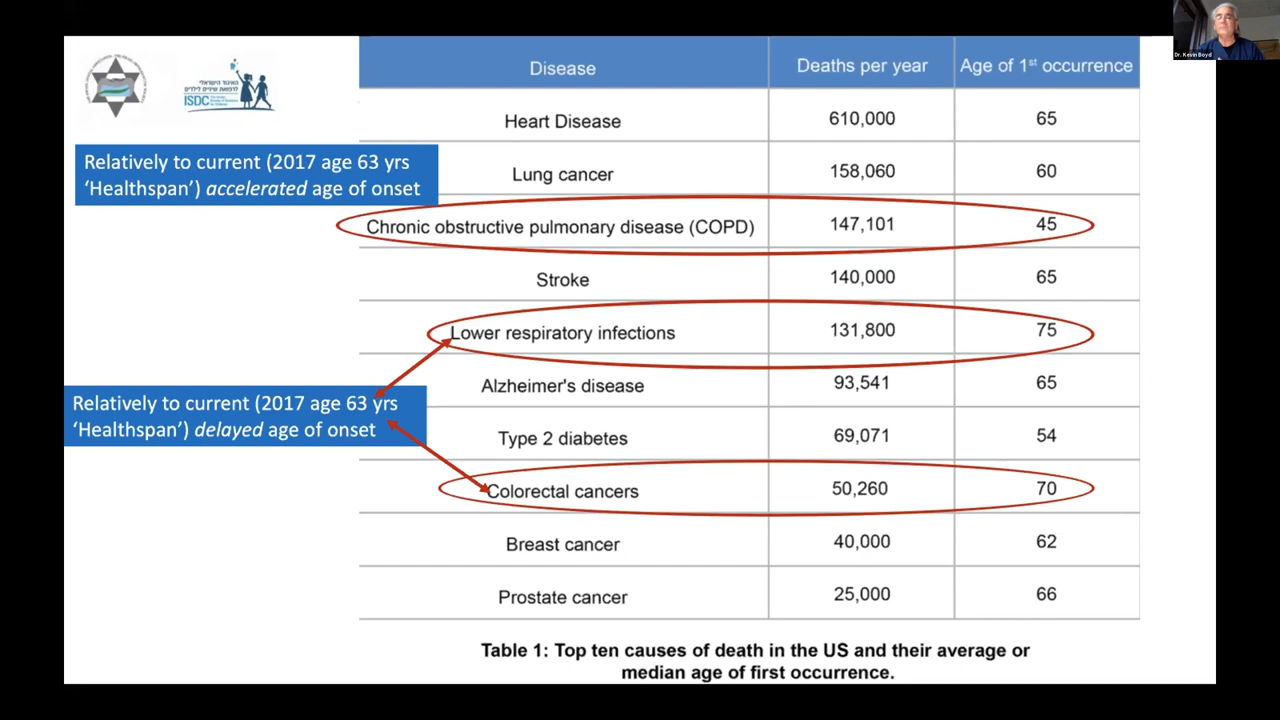 Dr. Kevin Boyd
האיגוד הישראלי
לרפואת שיניים לילדים
ISDC
Relatively to current (2017 age 63 yrs
‘Healthspan’) accelerated age of onset
Relatively to current (2017 age 63 yrs
‘Healthspan’) delayed age of onset
Disease Deaths per year Age of 1st occurrence
Heart Disease 610,000 65
Lung cancer 158,060 60
Chronic obstructive pulmonary disease (COPD) 147,101 45
Stroke 140,000 65
Lower respiratory infections 131,800 75
Alzheimer's disease 93,541 65
Type 2 diabetes 69,071 54
Colorectal cancers 50,260 70
Breast cancer 40,000 62
Prostate cancer 25,000 66
Table 1: Top ten causes of death in the US and their average or
median age of first occurrence.